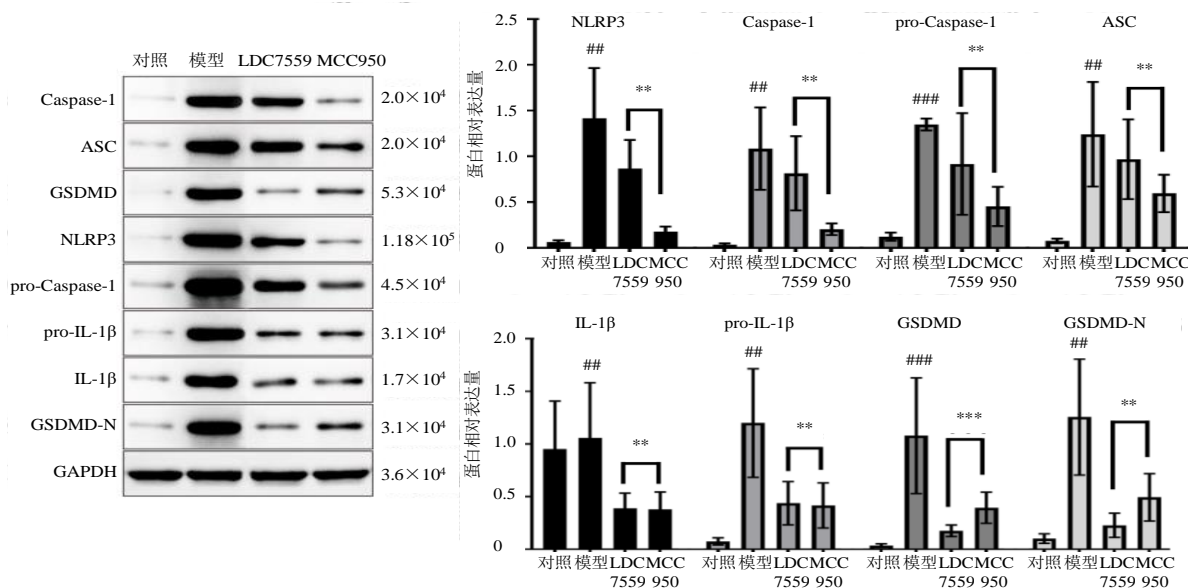 对照 模型 LDC7559 MCC950
Caspase-1 2.0×10⁴
ASC 2.0×10⁴
GSDMD 5.3×10⁴
NLRP3 1.18×10⁵
pro-Caspase-1 4.5×10⁴
pro-IL-1β 3.1×10⁴
IL-1β 1.7×10⁴
GSDMD-N 3.1×10⁴
GAPDH 3.6×10⁴
蛋白相对表达量
2.5
2.0
1.5
1.0
0.5
0
NLRP3 Caspase-1 pro-Caspase-1 ASC
## ** ## ** ### ** ## **
对照 模型 LDC MCC 对照 模型 LDC MCC 对照 模型 LDC MCC 对照 模型 LDC MCC
7559 950 7559 950 7559 950 7559 950
蛋白相对表达量
2.0
1.5
1.0
0.5
0
IL-1β pro-IL-1β GSDMD GSDMD-N
## ** ## ** ### *** ## **
对照 模型 LDC MCC 对照 模型 LDC MCC 对照 模型 LDC MCC 对照 模型 LDC MCC
7559 950 7559 950 7559 950 7559 950